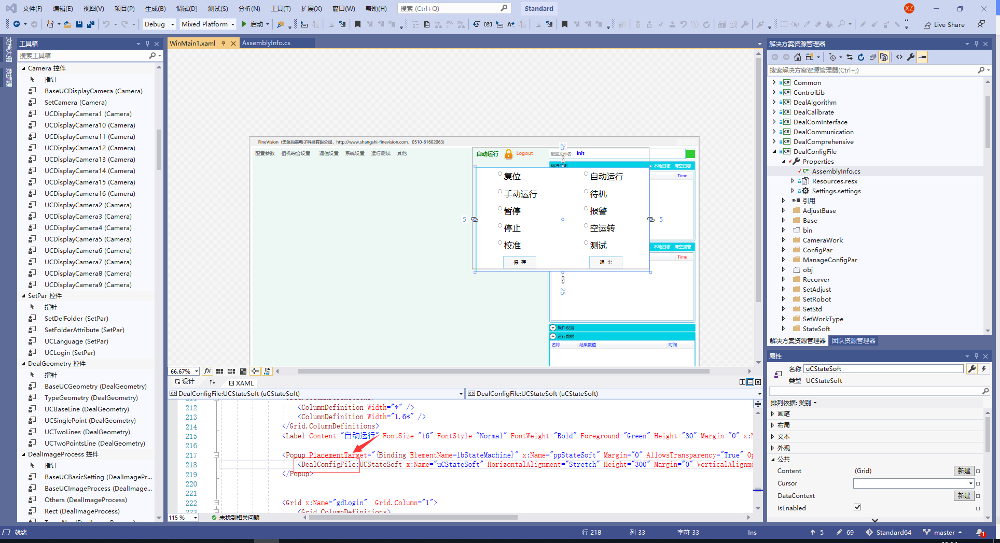 文件(F) 编辑(E) 视图(V) 项目(P) 生成(B) 调试(D) 测试(S) 分析(N) 工具(T) 扩展(X) 窗口(W) 帮助(H) 搜索 (Ctrl+Q) Standard XZ
Debug Mixed Platform 启动 Live Share
文档大纲
数据源
工具箱
搜索工具箱
Camera 控件
指针
BaseUCDisplayCamera (Camera)
SetCamera (Camera)
UCDisplayCamera1 (Camera)
UCDisplayCamera10 (Camera)
UCDisplayCamera11 (Camera)
UCDisplayCamera12 (Camera)
UCDisplayCamera13 (Camera)
UCDisplayCamera14 (Camera)
UCDisplayCamera15 (Camera)
UCDisplayCamera16 (Camera)
UCDisplayCamera2 (Camera)
UCDisplayCamera3 (Camera)
UCDisplayCamera4 (Camera)
UCDisplayCamera5 (Camera)
UCDisplayCamera6 (Camera)
UCDisplayCamera7 (Camera)
UCDisplayCamera8 (Camera)
UCDisplayCamera9 (Camera)
SetPar 控件
指针
SetDelFolder (SetPar)
SetFolderAttribute (SetPar)
UCLanguage (SetPar)
UCLogin (SetPar)
DealGeometry 控件
指针
BaseUCGeometry (DealGeometry)
TypeGeometry (DealGeometry)
UCBaseLine (DealGeometry)
UCSinglePoint (DealGeometry)
UCTwoLines (DealGeometry)
UCTwoPointsLine (DealGeometry)
DealImageProcess 控件
指针
BaseUCBasicSetting (DealImagePr...
BaseUCImageProcess (DealImage...
Others (DealImageProcess)
Rect (DealImageProcess)
WinMain1.xaml AssemblyInfo.cs
FineVision (无锡尚实电子科技有限公司, http://www.shangshi-finevision.com, 0510-81602063)
配置参数 相机综合设置 通信设置 系统设置 运行测试 其他
自动运行 Logout 配置文件名: Init
25
运行日志 本地日志 清空日志
Time
复位 自动运行
手动运行 待机
暂停 报警
停止 空运转
校准 测试
保 存 退 出
5 5
本地日志 清空报警
Time
25
操作设置
运行数据
名称 结果数值 时间
66.67% fx
设计 XAML
DealConfigFile:UCStateSoft (uCStateSoft) DealConfigFile:UCStateSoft (uCStateSoft)
212 <ColumnDefinition Width="*" />
213 <ColumnDefinition Width="1.6*" />
214 </Grid.ColumnDefinitions>
215 <Label Content="自动运行" FontSize="16" FontStyle="Normal" FontWeight="Bold" Foreground="Green" Height="30" Margin="0" x:N
216
217 <Popup PlacementTarget="{Binding ElementName=lbStateMachine}" x:Name="ppStateSoft" Margin="0" AllowsTransparency="True" Op
218 <DealConfigFile:UCStateSoft x:Name="uCStateSoft" HorizontalAlignment="Stretch" Height="300" Margin="0" VerticalAlignme
219 </Popup>
220
221
222 <Grid x:Name="gdLogin" Grid.Column="1">
223 <Grid.ColumnDefinitions>
115 % 未找到相关问题
解决方案资源管理器
搜索解决方案资源管理器(Ctrl+;)
Common
ControlLib
DealAlgorithm
DealCalibrate
DealComInterface
DealCommunication
DealComprehensive
DealConfigFile
Properties
AssemblyInfo.cs
Resources.resx
Settings.settings
引用
AdjustBase
Base
bin
CameraWork
ConfigPar
ManageConfigPar
obj
Recorver
SetAdjust
SetRobot
SetStd
SetWorkType
StateSoft
解决方案资源管理器 团队资源管理器
属性
名称 uCStateSoft
类型 UCStateSoft
排列依据: 类别
画笔
布局
文本
外观
公共
Content (Grid) 新建
Cursor
DataContext 新建
IsEnabled
就绪 行 218 列 33 字符 33 Ins 5 69 Standard64 master 1